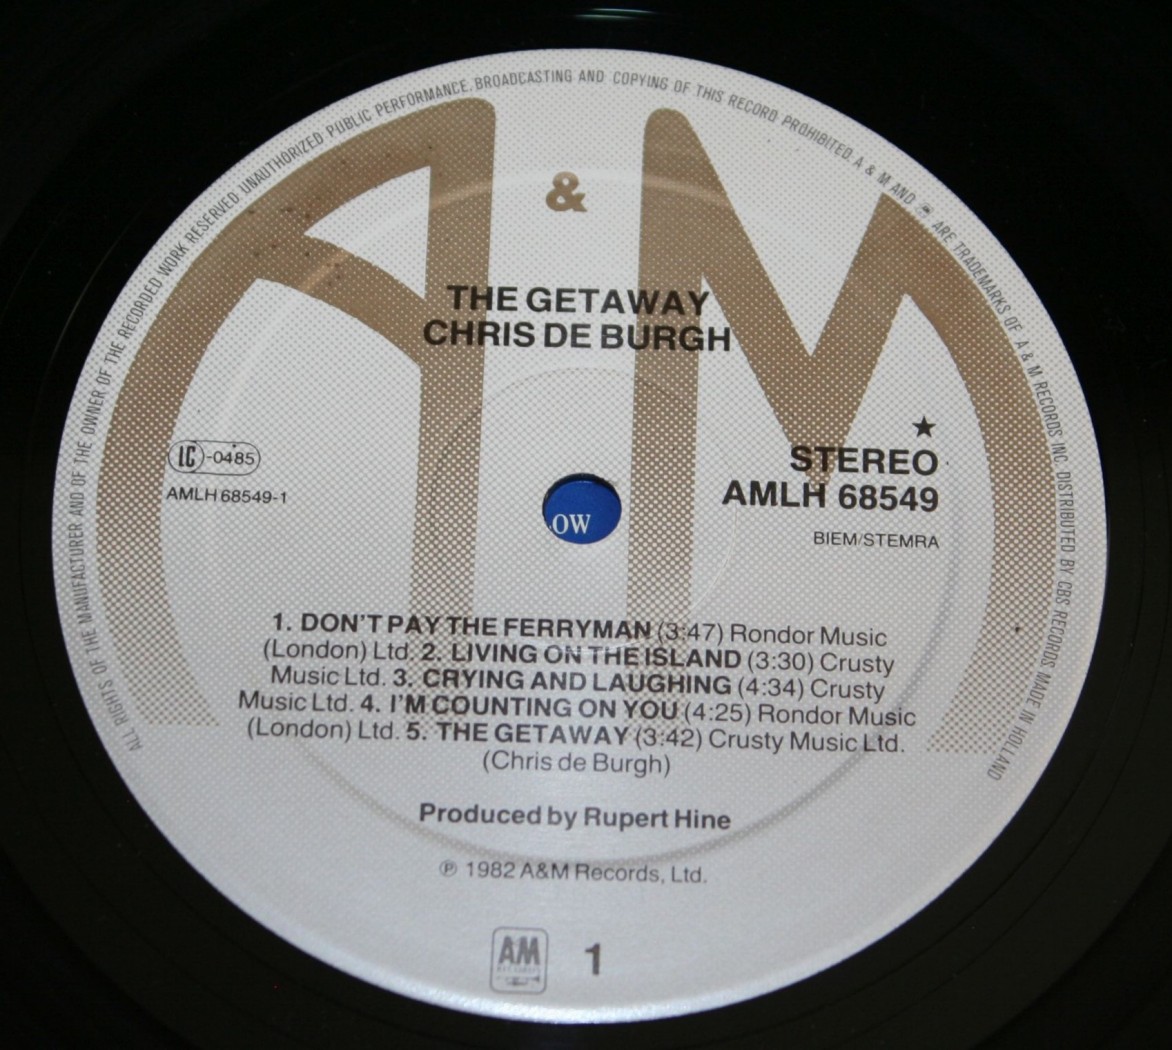 ALL RIGHTS OF THE MANUFACTURER AND OF THE OWNER OF THE RECORDED WORK RESERVED. UNAUTHORIZED PUBLIC PERFORMANCE, BROADCASTING AND COPYING OF THIS RECORD PROHIBITED. A & M AND ARE TRADEMARKS OF A & M RECORDS INC. DISTRIBUTED BY CBS RECORDS MADE IN HOLLAND
A & M
THE GETAWAY
CHRIS DE BURGH
LC-0485
AMLH 68549-1
★
STEREO
AMLH 68549
BIEM/STEMRA
OW
1. DON'T PAY THE FERRYMAN (3:47) Rondor Music
(London) Ltd. 2. LIVING ON THE ISLAND (3:30) Crusty
Music Ltd. 3. CRYING AND LAUGHING (4:34) Crusty
Music Ltd. 4. I'M COUNTING ON YOU (4:25) Rondor Music
(London) Ltd. 5. THE GETAWAY (3:42) Crusty Music Ltd.
(Chris de Burgh)
Produced by Rupert Hine
℗ 1982 A&M Records, Ltd.
AM
RECORDS
1